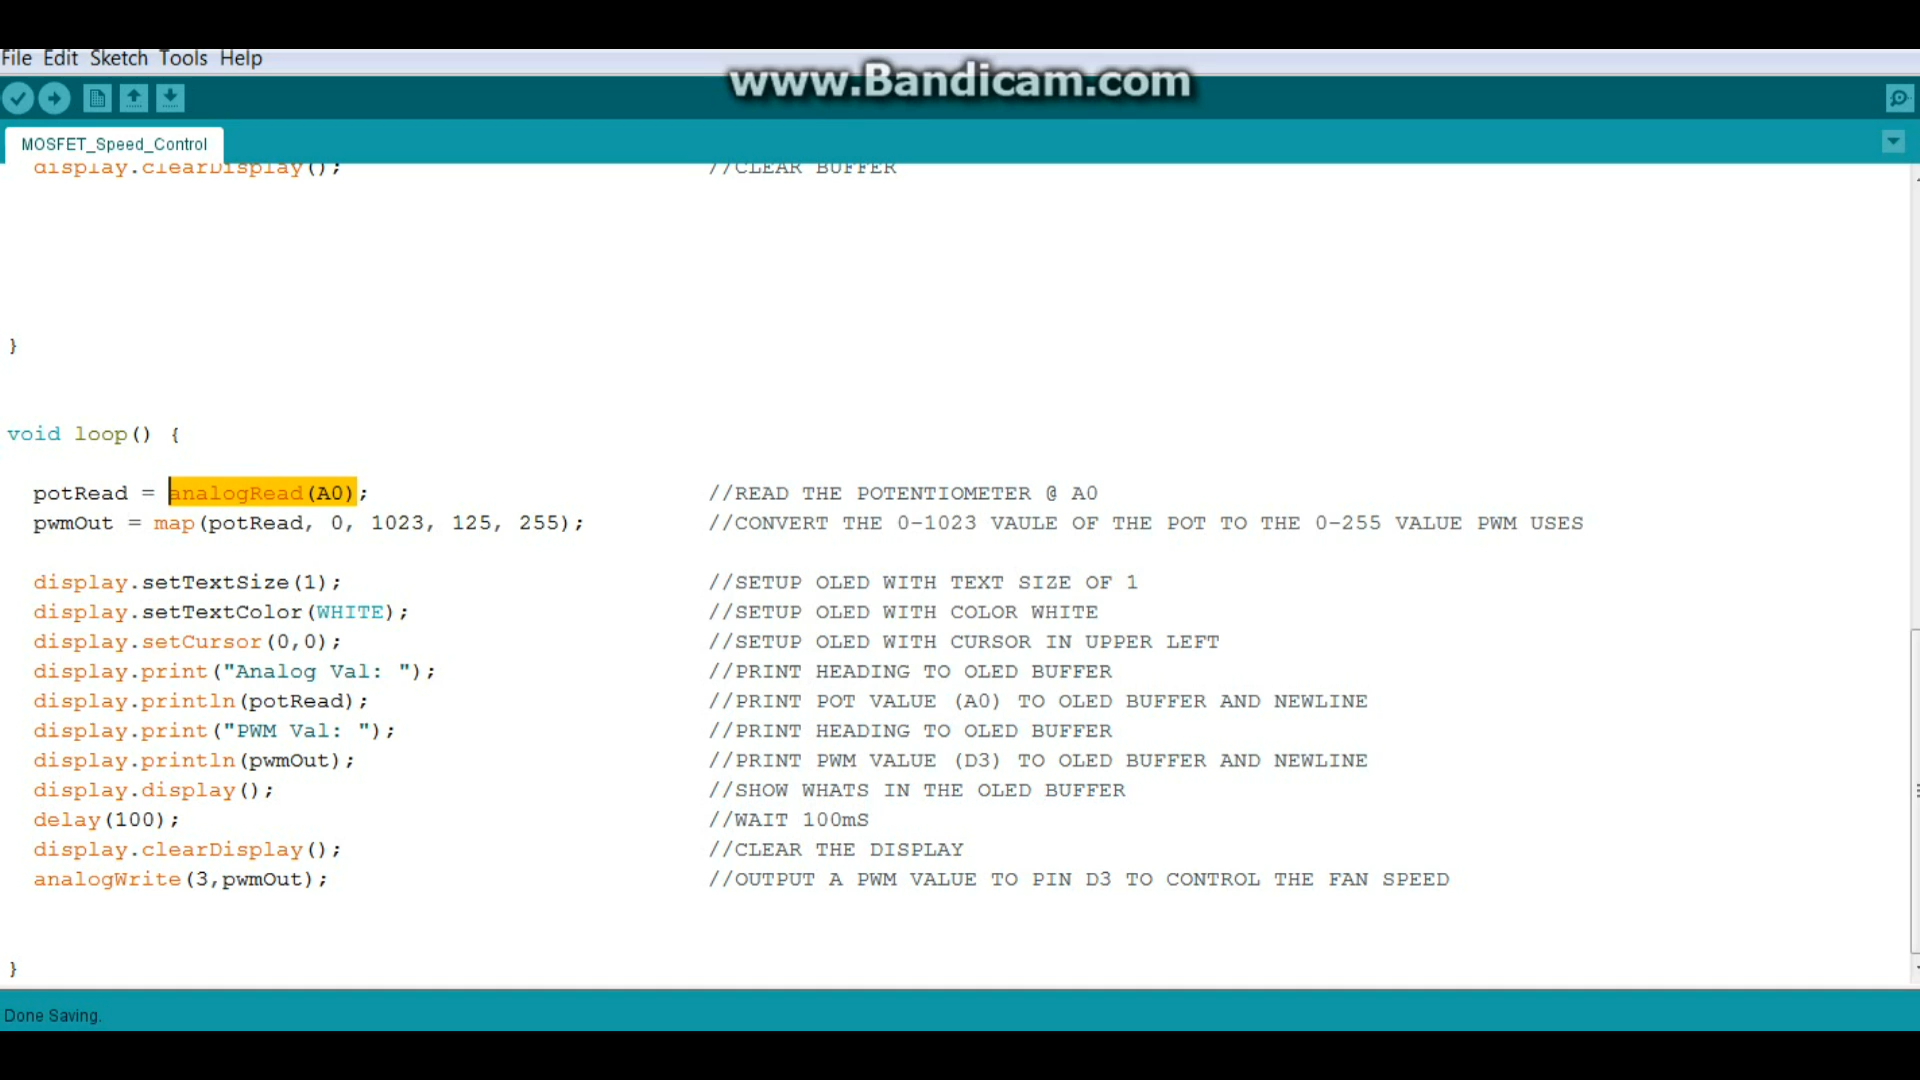 www.Bandicam.com
File Edit Sketch Tools Help
MOSFET_Speed_Control
display.clearDisplay(); //CLEAR BUFFER
}
void loop() {
potRead = analogRead(A0); //READ THE POTENTIOMETER @ A0
pwmOut = map(potRead, 0, 1023, 125, 255); //CONVERT THE 0-1023 VAULE OF THE POT TO THE 0-255 VALUE PWM USES
display.setTextSize(1); //SETUP OLED WITH TEXT SIZE OF 1
display.setTextColor(WHITE); //SETUP OLED WITH COLOR WHITE
display.setCursor(0,0); //SETUP OLED WITH CURSOR IN UPPER LEFT
display.print("Analog Val: "); //PRINT HEADING TO OLED BUFFER
display.println(potRead); //PRINT POT VALUE (A0) TO OLED BUFFER AND NEWLINE
display.print("PWM Val: "); //PRINT HEADING TO OLED BUFFER
display.println(pwmOut); //PRINT PWM VALUE (D3) TO OLED BUFFER AND NEWLINE
display.display(); //SHOW WHATS IN THE OLED BUFFER
delay(100); //WAIT 100mS
display.clearDisplay(); //CLEAR THE DISPLAY
analogWrite(3,pwmOut); //OUTPUT A PWM VALUE TO PIN D3 TO CONTROL THE FAN SPEED
}
Done Saving.